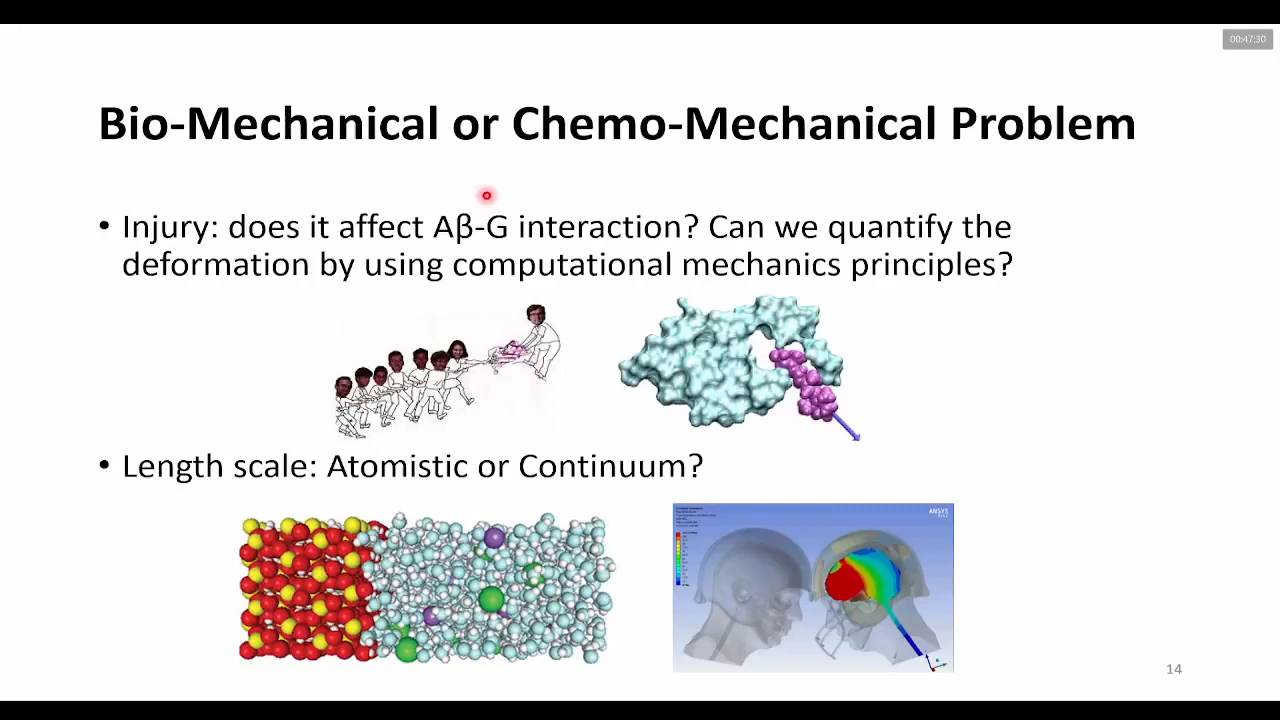 00:47:30
Bio-Mechanical or Chemo-Mechanical Problem
• Injury: does it affect Aβ-G interaction? Can we quantify the
deformation by using computational mechanics principles?
• Length scale: Atomistic or Continuum?
ANSYS
14